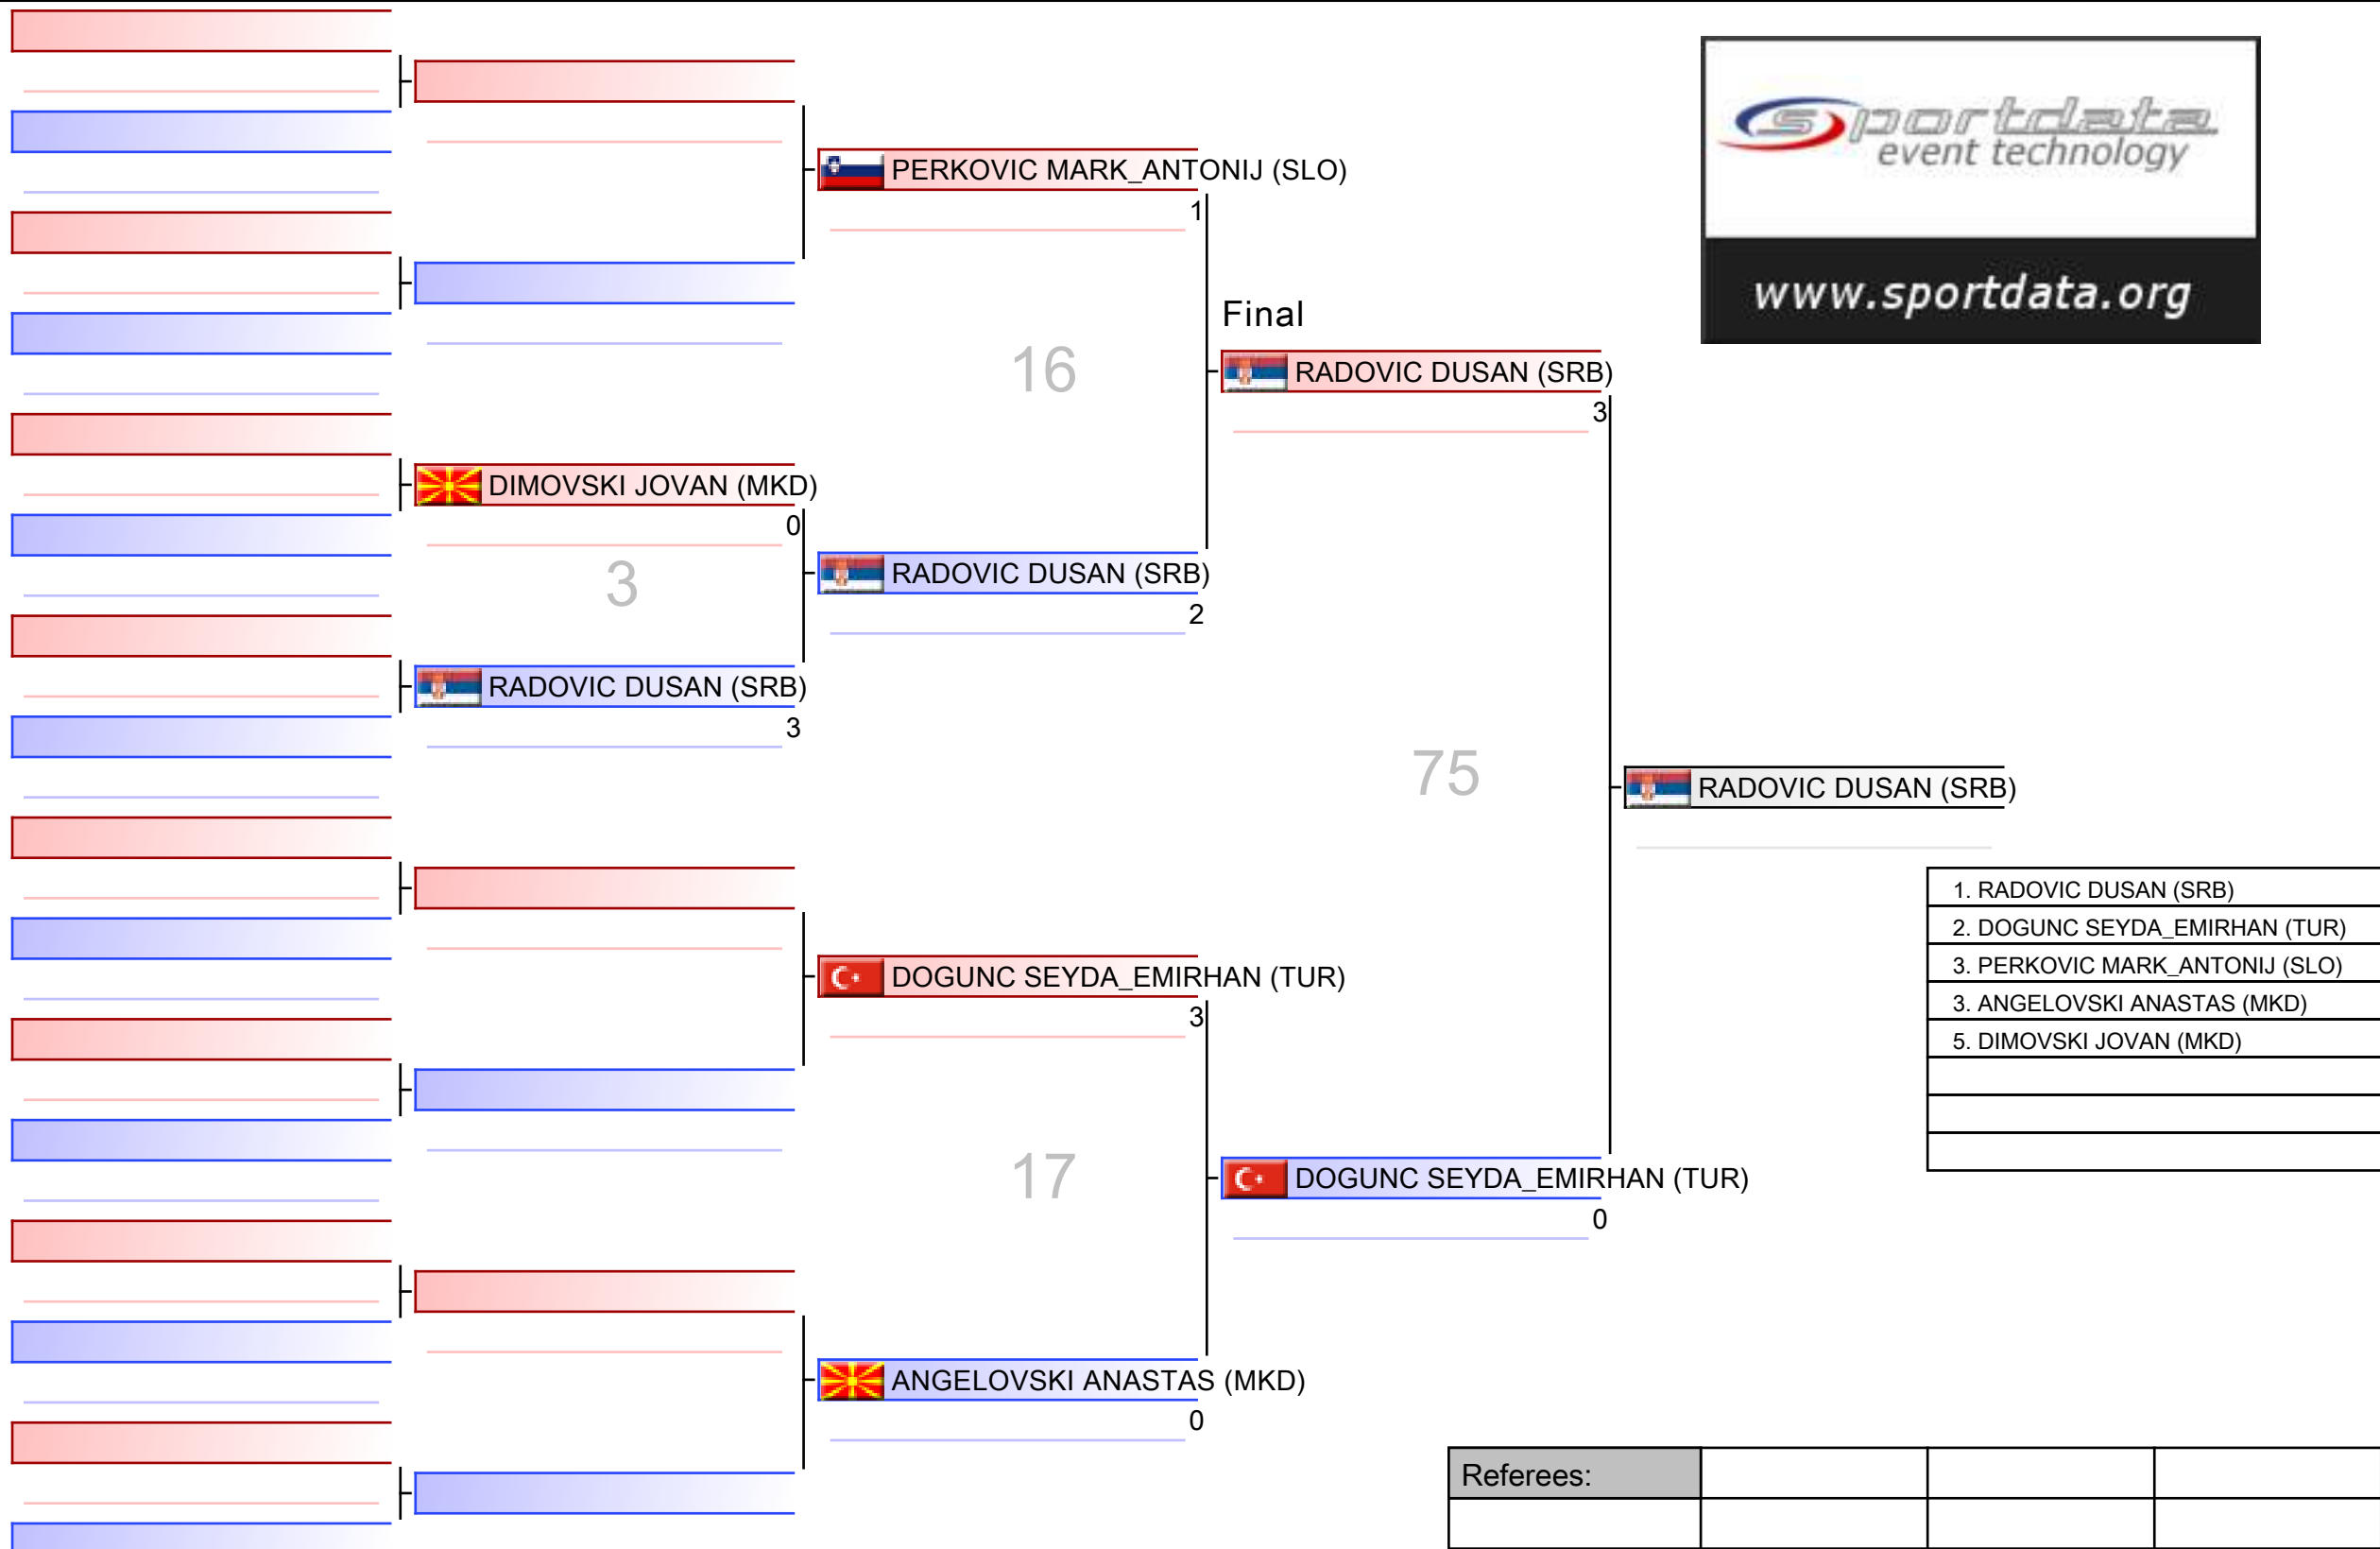 sportdata
event technology
www.sportdata.org
PERKOVIC MARK_ANTONIJ (SLO)
1
Final
16
RADOVIC DUSAN (SRB)
3
DIMOVSKI JOVAN (MKD)
0
3
RADOVIC DUSAN (SRB)
2
RADOVIC DUSAN (SRB)
3
75
RADOVIC DUSAN (SRB)
1. RADOVIC DUSAN (SRB)
2. DOGUNC SEYDA_EMIRHAN (TUR)
3. PERKOVIC MARK_ANTONIJ (SLO)
3. ANGELOVSKI ANASTAS (MKD)
5. DIMOVSKI JOVAN (MKD)
DOGUNC SEYDA_EMIRHAN (TUR)
3
17
DOGUNC SEYDA_EMIRHAN (TUR)
0
ANGELOVSKI ANASTAS (MKD)
0
Referees: